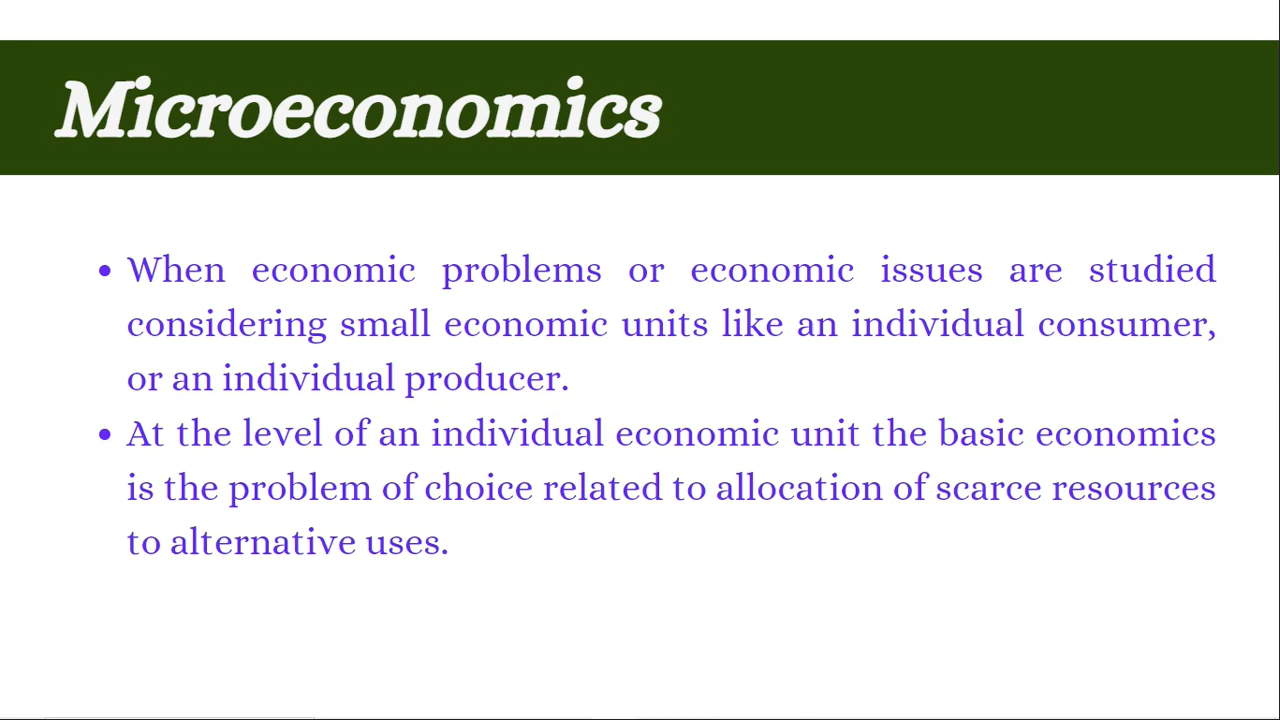 Microeconomics
• When economic problems or economic issues are studied
considering small economic units like an individual consumer,
or an individual producer.
• At the level of an individual economic unit the basic economics
is the problem of choice related to allocation of scarce resources
to alternative uses.